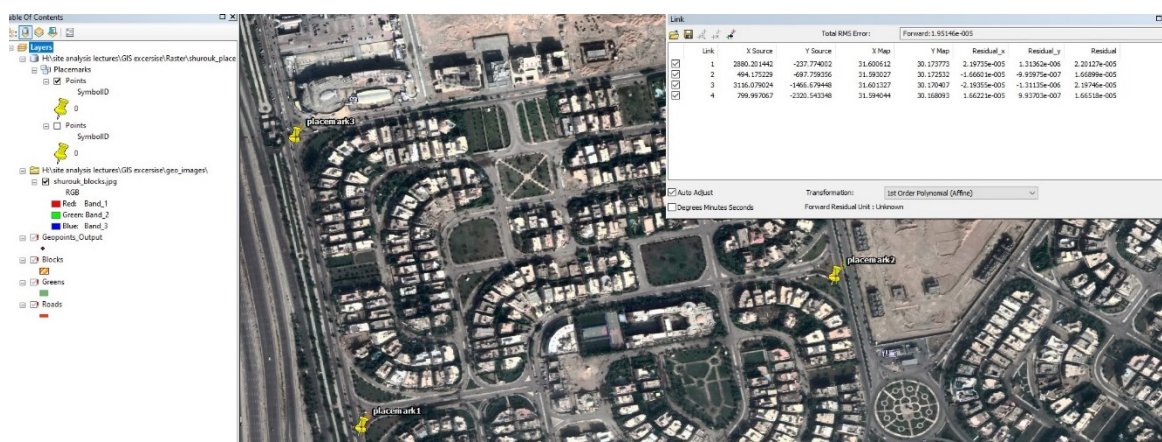 Table Of Contents
Layers
H:\site analysis lectures\GIS excersise\Raster\shurouk_place
Placemarks
Points
SymbolID
0
Points
SymbolID
0
H:\site analysis lectures\GIS excersise\geo_images\
shurouk_blocks.jpg
RGB
Red: Band_1
Green: Band_2
Blue: Band_3
Geopoints_Output
Blocks
Greens
Roads
placemark3
placemark2
placemark1
Link
Total RMS Error: Forward:1.95146e-005
Link X Source Y Source X Map Y Map Residual_x Residual_y Residual
1 2880.201442 -237.774002 31.600612 30.173773 2.19735e-005 1.31362e-006 2.20127e-005
2 494.175229 -697.759356 31.593027 30.172532 -1.66601e-005 -9.95975e-007 1.66899e-005
3 3116.079024 -1466.679448 31.601327 30.170407 -2.19355e-005 -1.31135e-006 2.19746e-005
4 799.997067 -2320.543348 31.594044 30.168093 1.66221e-005 9.93703e-007 1.66518e-005
Auto Adjust Transformation: 1st Order Polynomial (Affine)
Degrees Minutes Seconds Forward Residual Unit : Unknown